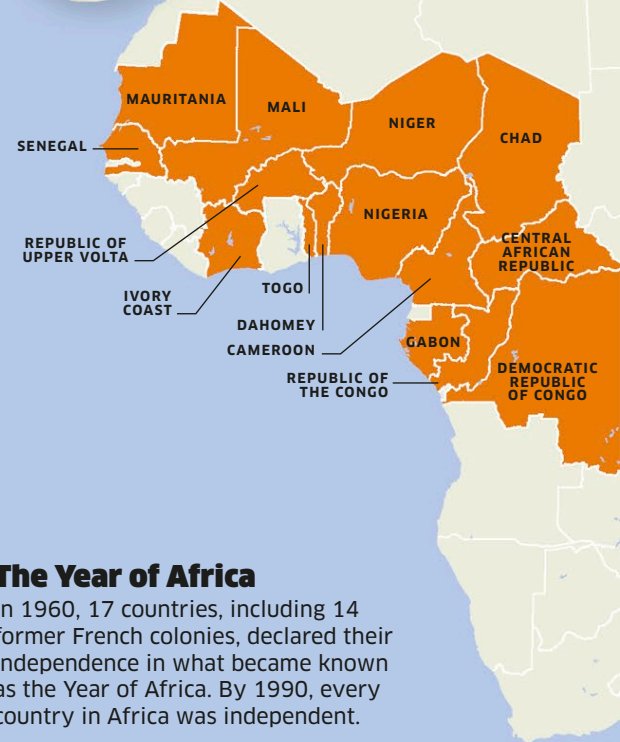 MAURITANIA
MALI
NIGER
CHAD
SENEGAL
NIGERIA
REPUBLIC OF
UPPER VOLTA
CENTRAL
AFRICAN
REPUBLIC
IVORY
COAST
TOGO
DAHOMEY
CAMEROON
GABON
REPUBLIC OF
THE CONGO
DEMOCRATIC
REPUBLIC
OF CONGO
The Year of Africa
In 1960, 17 countries, including 14
former French colonies, declared their
independence in what became known
as the Year of Africa. By 1990, every
country in Africa was independent.